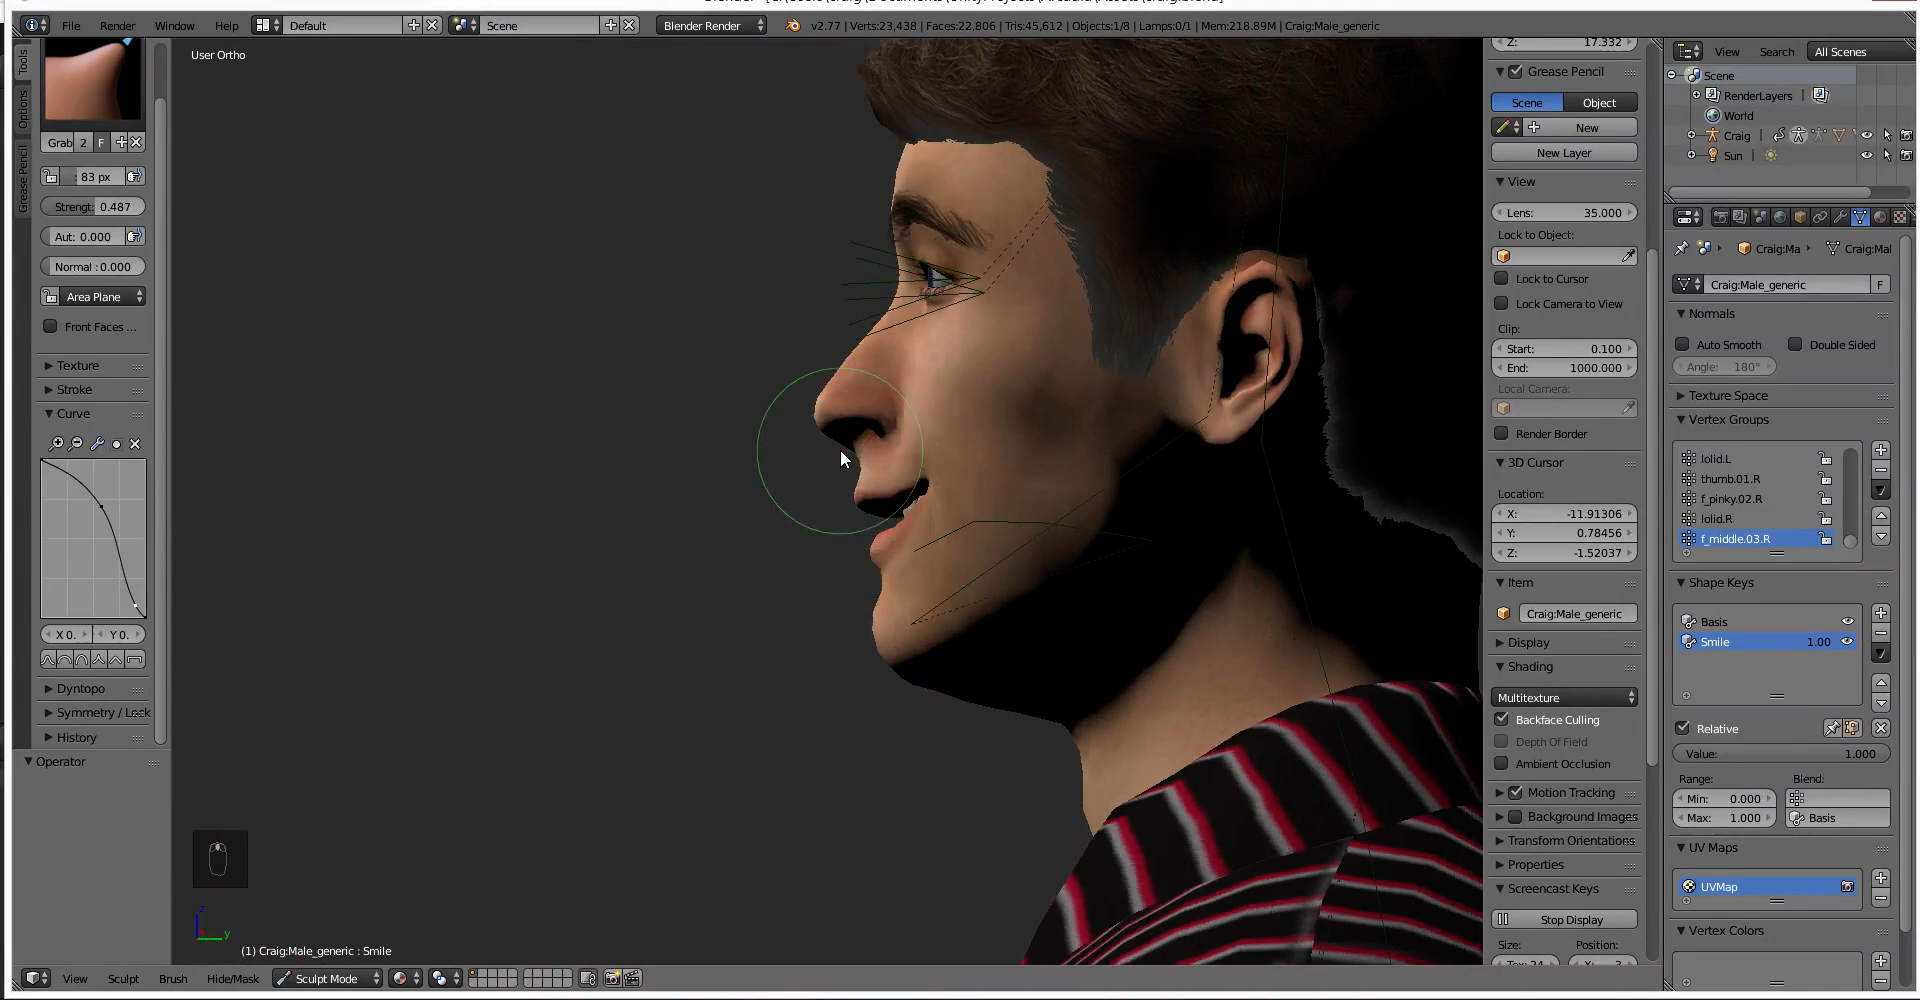 File Render Window Help Default Scene Blender Render v2.77 | Verts:23,438 | Faces:22,806 | Tris:45,612 | Objects:1/8 | Lamps:0/1 | Mem:218.89M | Craig:Male_generic
User Ortho
Tools
Options
Grease Pencil
Grab 2 F
: 83 px
Strengt: 0.487
Aut: 0.000
Normal : 0.000
Area Plane
Front Faces ...
Texture
Stroke
Curve
X 0. Y 0.
Dyntopo
Symmetry / Lock
History
Operator
(1) Craig:Male_generic : Smile
z
y
View Sculpt Brush Hide/Mask Sculpt Mode
Z: 17.332
Grease Pencil
Scene Object
New
New Layer
View
Lens: 35.000
Lock to Object:
Lock to Cursor
Lock Camera to View
Clip:
Start: 0.100
End: 1000.000
Local Camera:
Render Border
3D Cursor
Location:
X: -11.91306
Y: 0.78456
Z: -1.52037
Item
Craig:Male_generic
Display
Shading
Multitexture
Backface Culling
Depth Of Field
Ambient Occlusion
Motion Tracking
Background Images
Transform Orientations
Properties
Screencast Keys
Stop Display
Size: Position:
View Search All Scenes
Scene
RenderLayers |
World
Craig |
Sun |
Craig:Ma Craig:Mal
Craig:Male_generic F
Normals
Auto Smooth Double Sided
Angle: 180°
Texture Space
Vertex Groups
lolid.L
thumb.01.R
f_pinky.02.R
lolid.R
f_middle.03.R
Shape Keys
Basis
Smile 1.00
Relative
Value: 1.000
Range: Blend:
Min: 0.000
Max: 1.000 Basis
UV Maps
UVMap
Vertex Colors